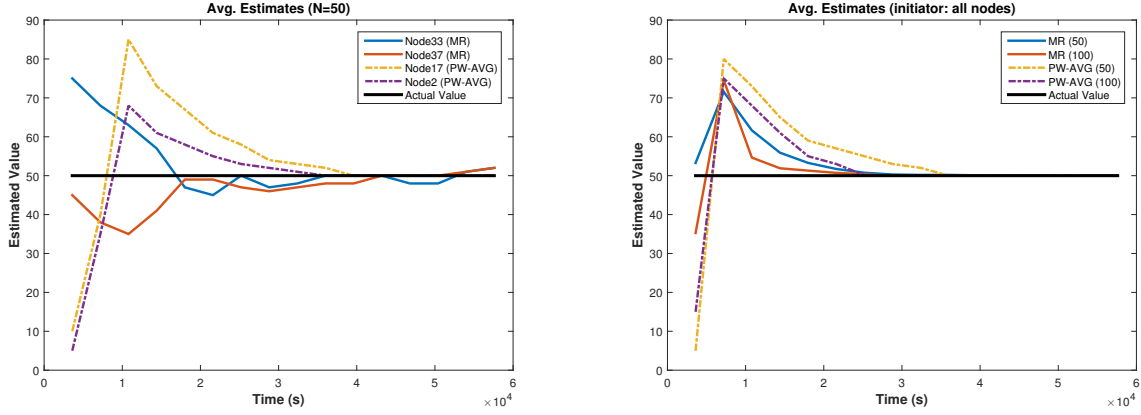 Avg. Estimates (N=50)
Estimated Value
90
80
70
60
50
40
30
20
10
0
Node33 (MR)
Node37 (MR)
Node17 (PW-AVG)
Node2 (PW-AVG)
Actual Value
0 1 2 3 4 5 6
Time (s)
×10^4
Avg. Estimates (initiator: all nodes)
Estimated Value
90
80
70
60
50
40
30
20
10
0
MR (50)
MR (100)
PW-AVG (50)
PW-AVG (100)
Actual Value
0 1 2 3 4 5 6
Time (s)
×10^4